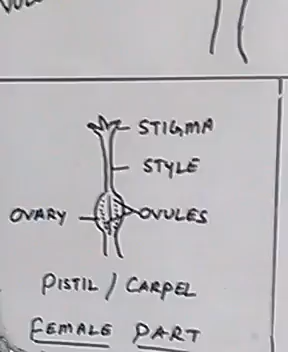 STIGMA
STYLE
OVARY OVULES
PISTIL / CARPEL
FEMALE PART